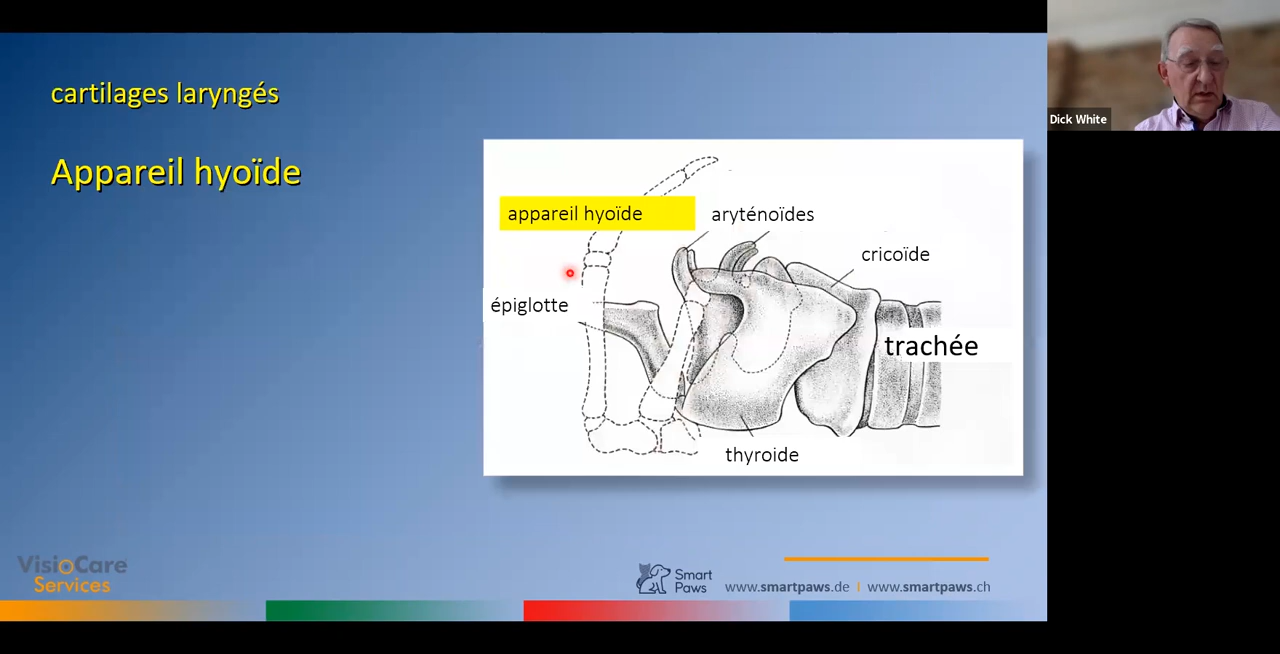 cartilages laryngés
Appareil hyoïde
appareil hyoïde
aryténoïdes
cricoïde
épiglotte
trachée
thyroide
Dick White
VisioCare
Services
Smart
Paws
www.smartpaws.de | www.smartpaws.ch